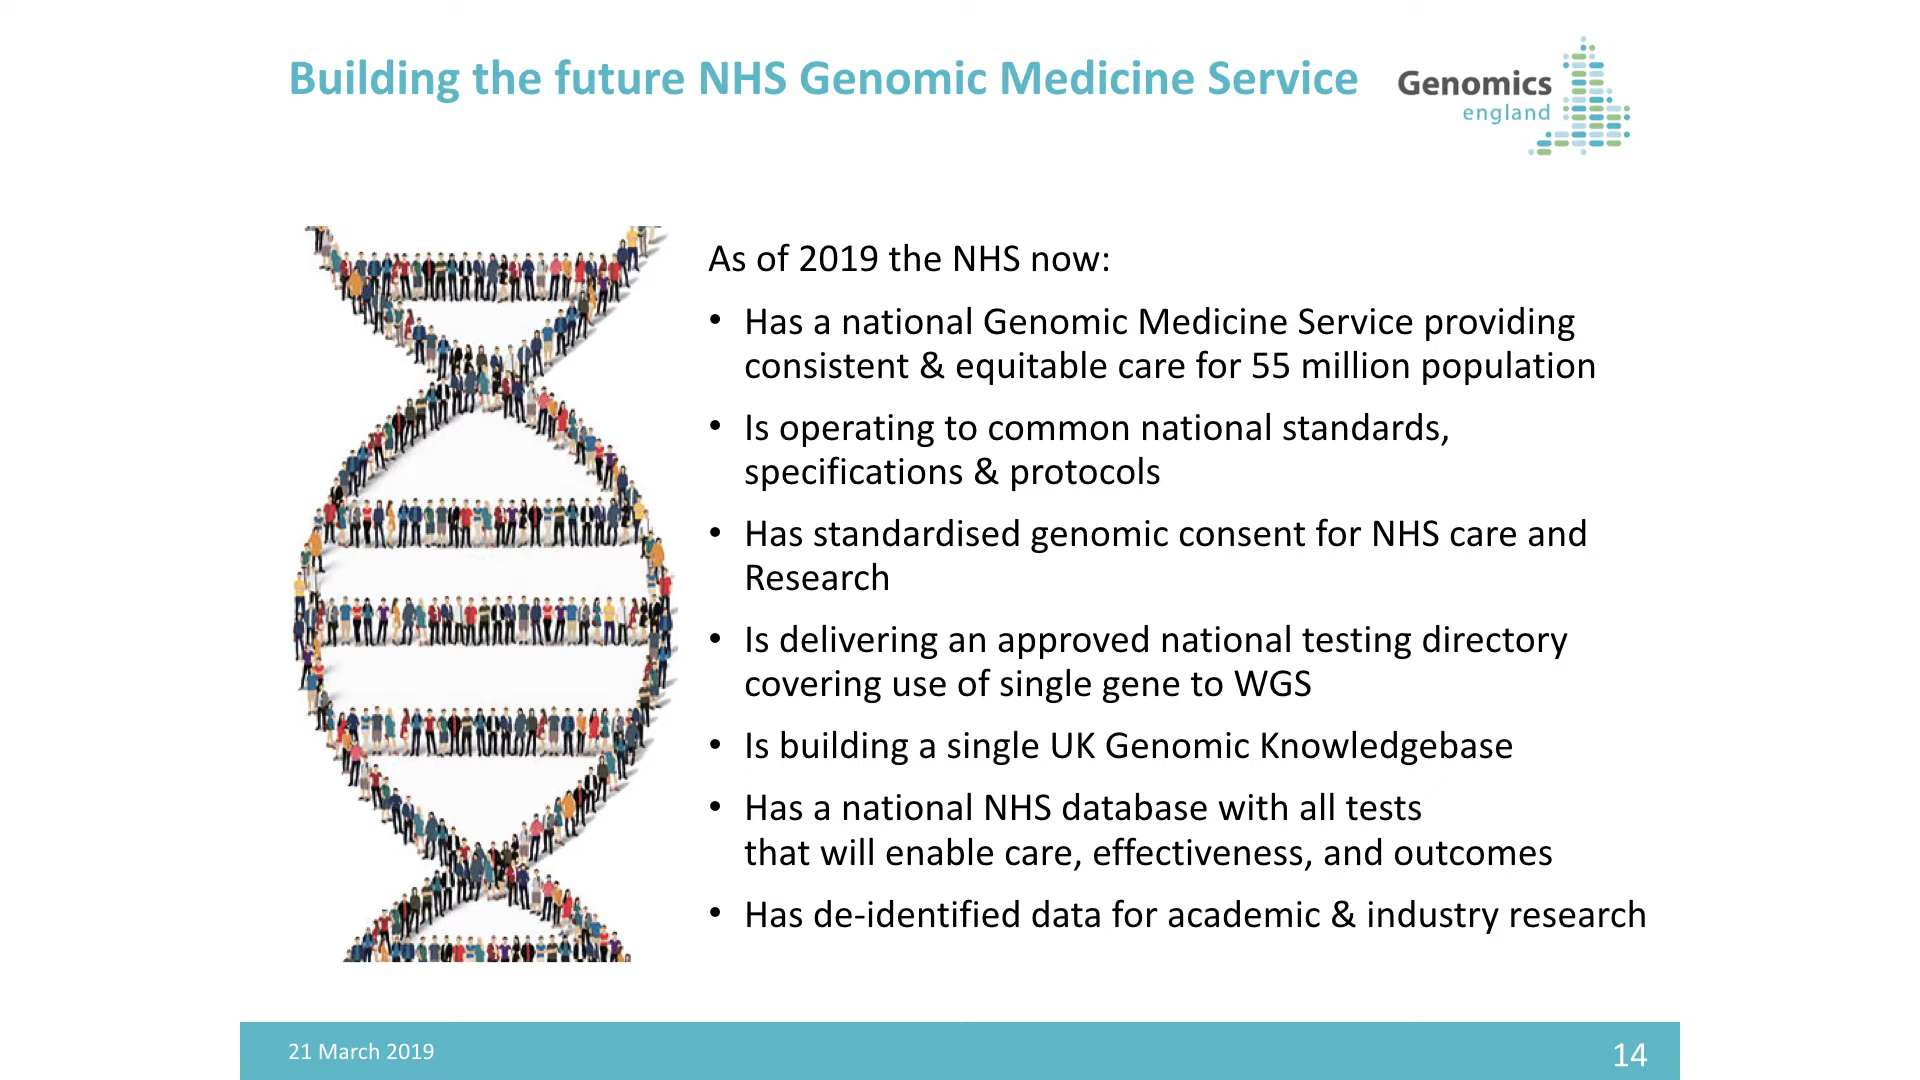 Building the future NHS Genomic Medicine Service
Genomics
england
As of 2019 the NHS now:
• Has a national Genomic Medicine Service providing
consistent & equitable care for 55 million population
• Is operating to common national standards,
specifications & protocols
• Has standardised genomic consent for NHS care and
Research
• Is delivering an approved national testing directory
covering use of single gene to WGS
• Is building a single UK Genomic Knowledgebase
• Has a national NHS database with all tests
that will enable care, effectiveness, and outcomes
• Has de-identified data for academic & industry research
21 March 2019
14